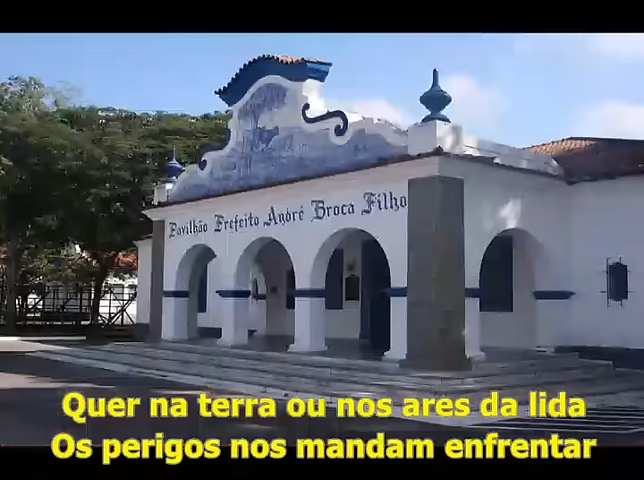 Pavilhão Prefeito André Broca Filho
Quer na terra ou nos ares da lida
Os perigos nos mandam enfrentar